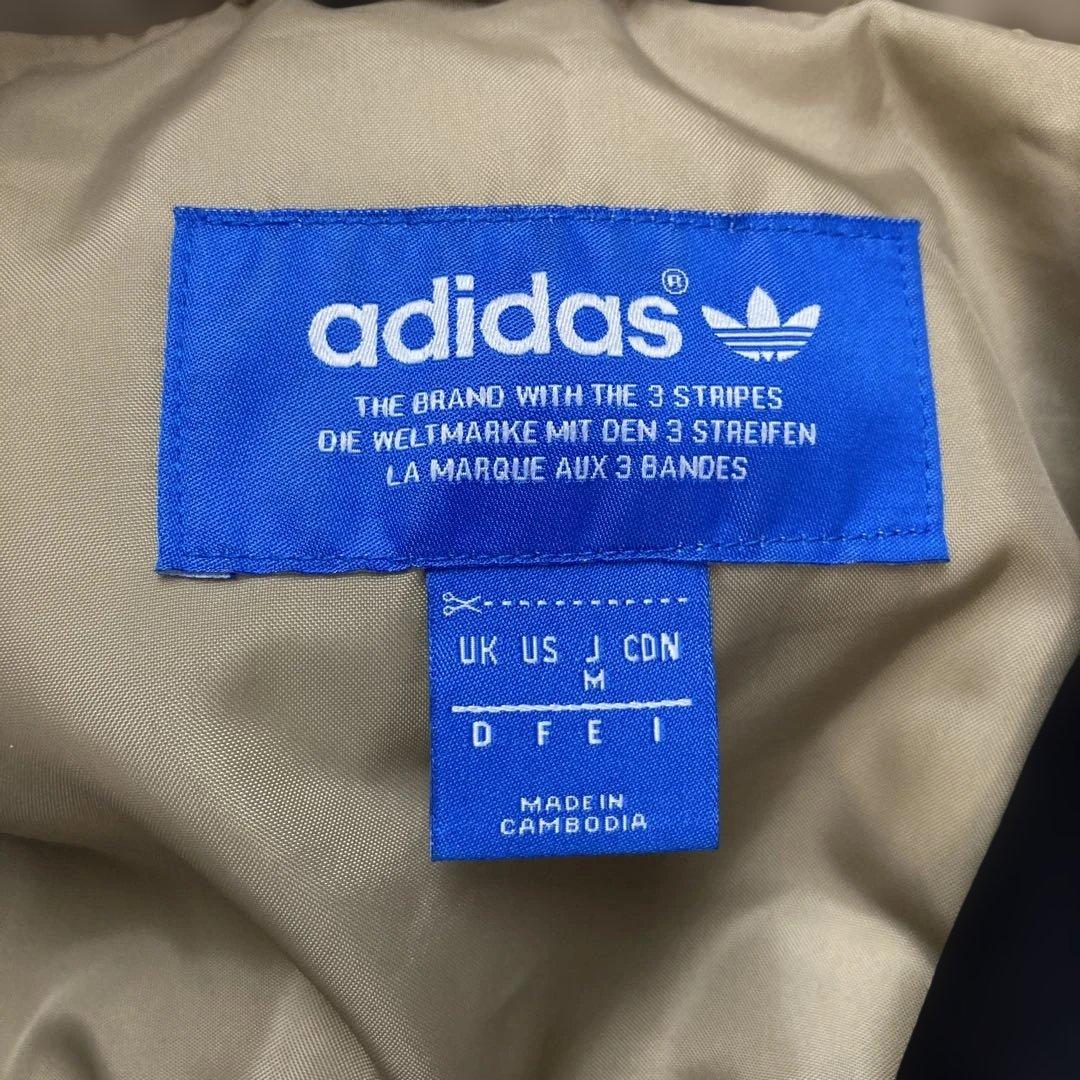 adidas®
THE BRAND WITH THE 3 STRIPES
DIE WELTMARKE MIT DEN 3 STREIFEN
LA MARQUE AUX 3 BANDES
UK US J CDN
M
D F E I
MADE IN
CAMBODIA